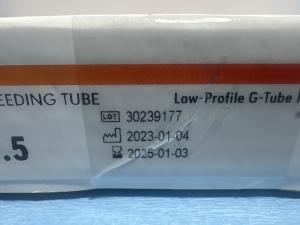 EEDING TUBE
Low-Profile G-Tube
LOT 30239177
2023-01-04
2025-01-03
.5